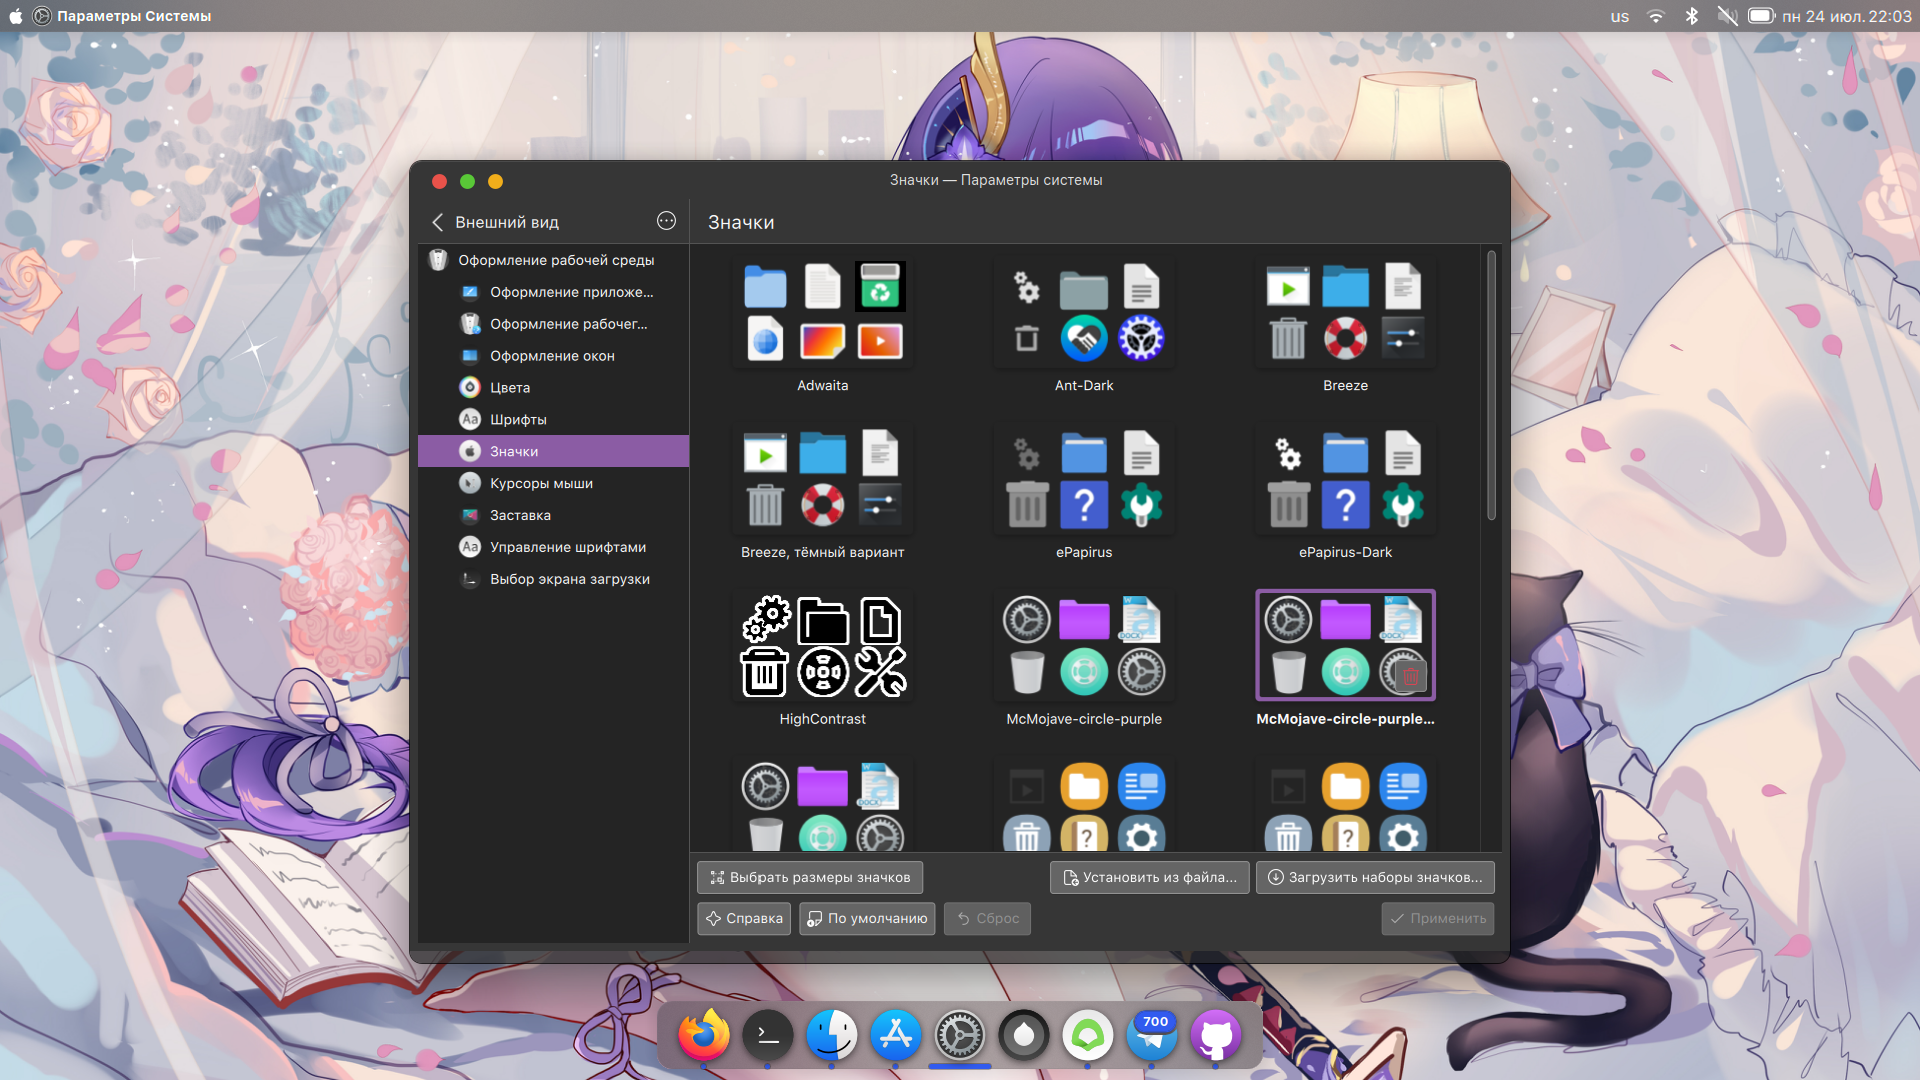 Параметры Системы
us
пн 24 июл. 22:03
Значки — Параметры системы
Внешний вид
Значки
Оформление рабочей среды
Оформление приложе...
Оформление рабочег...
Оформление окон
Цвета
Aa Шрифты
Значки
Курсоры мыши
Заставка
Aa Управление шрифтами
Выбор экрана загрузки
Adwaita
Ant-Dark
Breeze
Breeze, тёмный вариант
ePapirus
ePapirus-Dark
HighContrast
McMojave-circle-purple
McMojave-circle-purple...
Выбрать размеры значков
Установить из файла...
Загрузить наборы значков...
Справка
По умолчанию
Сброс
Применить
700